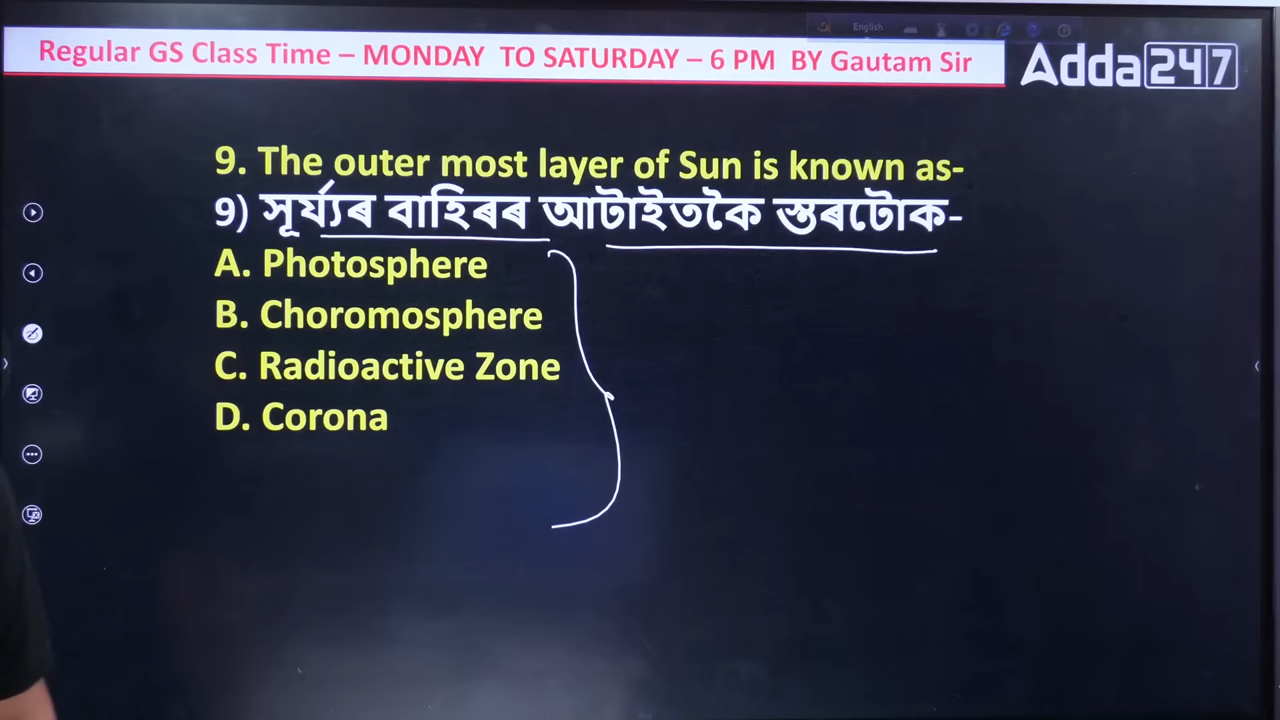 English
Regular GS Class Time – MONDAY TO SATURDAY – 6 PM BY Gautam Sir
Adda247
9. The outer most layer of Sun is known as-
9) সূৰ্য্যৰ বাহিৰৰ আটাইতকৈ স্তৰটোক-
A. Photosphere
B. Choromosphere
C. Radioactive Zone
D. Corona